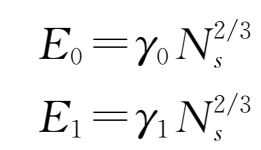 E₀ = γ₀ Nₛ^{2/3}
E₁ = γ₁ Nₛ^{2/3}